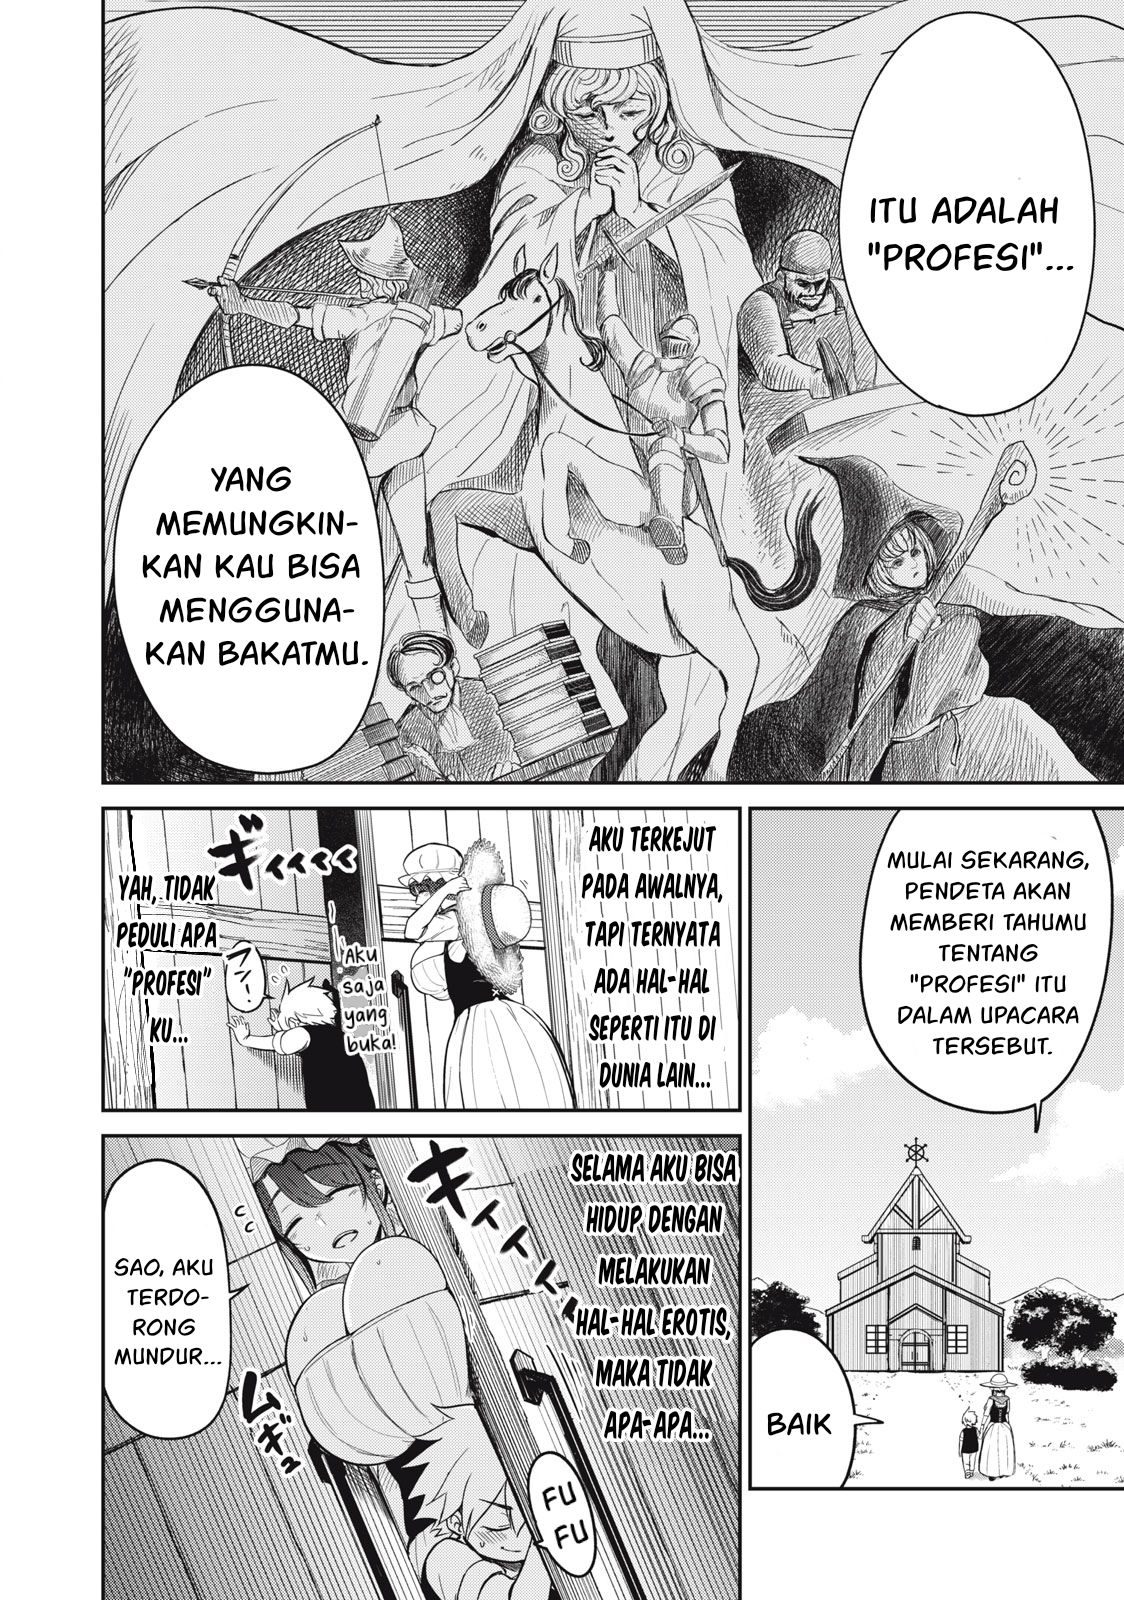 ITU ADALAH
"PROFESI"...
YANG
MEMUNGKIN-
KAN KAU BISA
MENGGUNA-
KAN BAKATMU.
MULAI SEKARANG,
PENDETA AKAN
MEMBERI TAHUMU
TENTANG
"PROFESI" ITU
DALAM UPACARA
TERSEBUT.
BAIK
AKU TERKEJUT
PADA AWALNYA,
TAPI TERNYATA
ADA HAL-HAL
SEPERTI ITU DI
DUNIA LAIN...
ギィィィィ
Aku
saja
yang
buka!
フンー!
YAH, TIDAK
PEDULI APA
"PROFESI"
KU...
SELAMA AKU BISA
HIDUP DENGAN
MELAKUKAN
HAL-HAL EROTIS,
MAKA TIDAK
APA-APA...
SAO, AKU
TERDO-
RONG
MUNDUR...
ムギュ
FU
FU